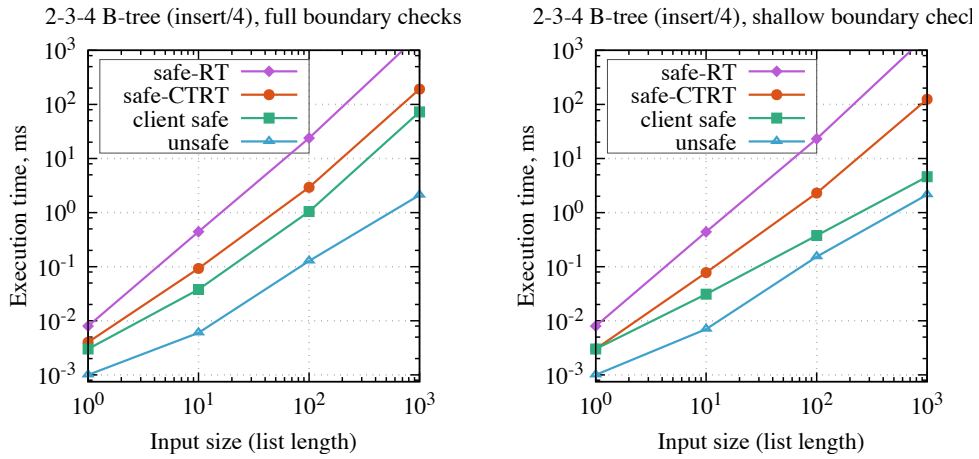 2-3-4 B-tree (insert/4), full boundary checks
Execution time, ms
10^3
10^2
10^1
10^0
10^-1
10^-2
10^-3
safe-RT
safe-CTRT
client safe
unsafe
10^0 10^1 10^2 10^3
Input size (list length)
2-3-4 B-tree (insert/4), shallow boundary chec
Execution time, ms
10^3
10^2
10^1
10^0
10^-1
10^-2
10^-3
safe-RT
safe-CTRT
client safe
unsafe
10^0 10^1 10^2 10^3
Input size (list length)